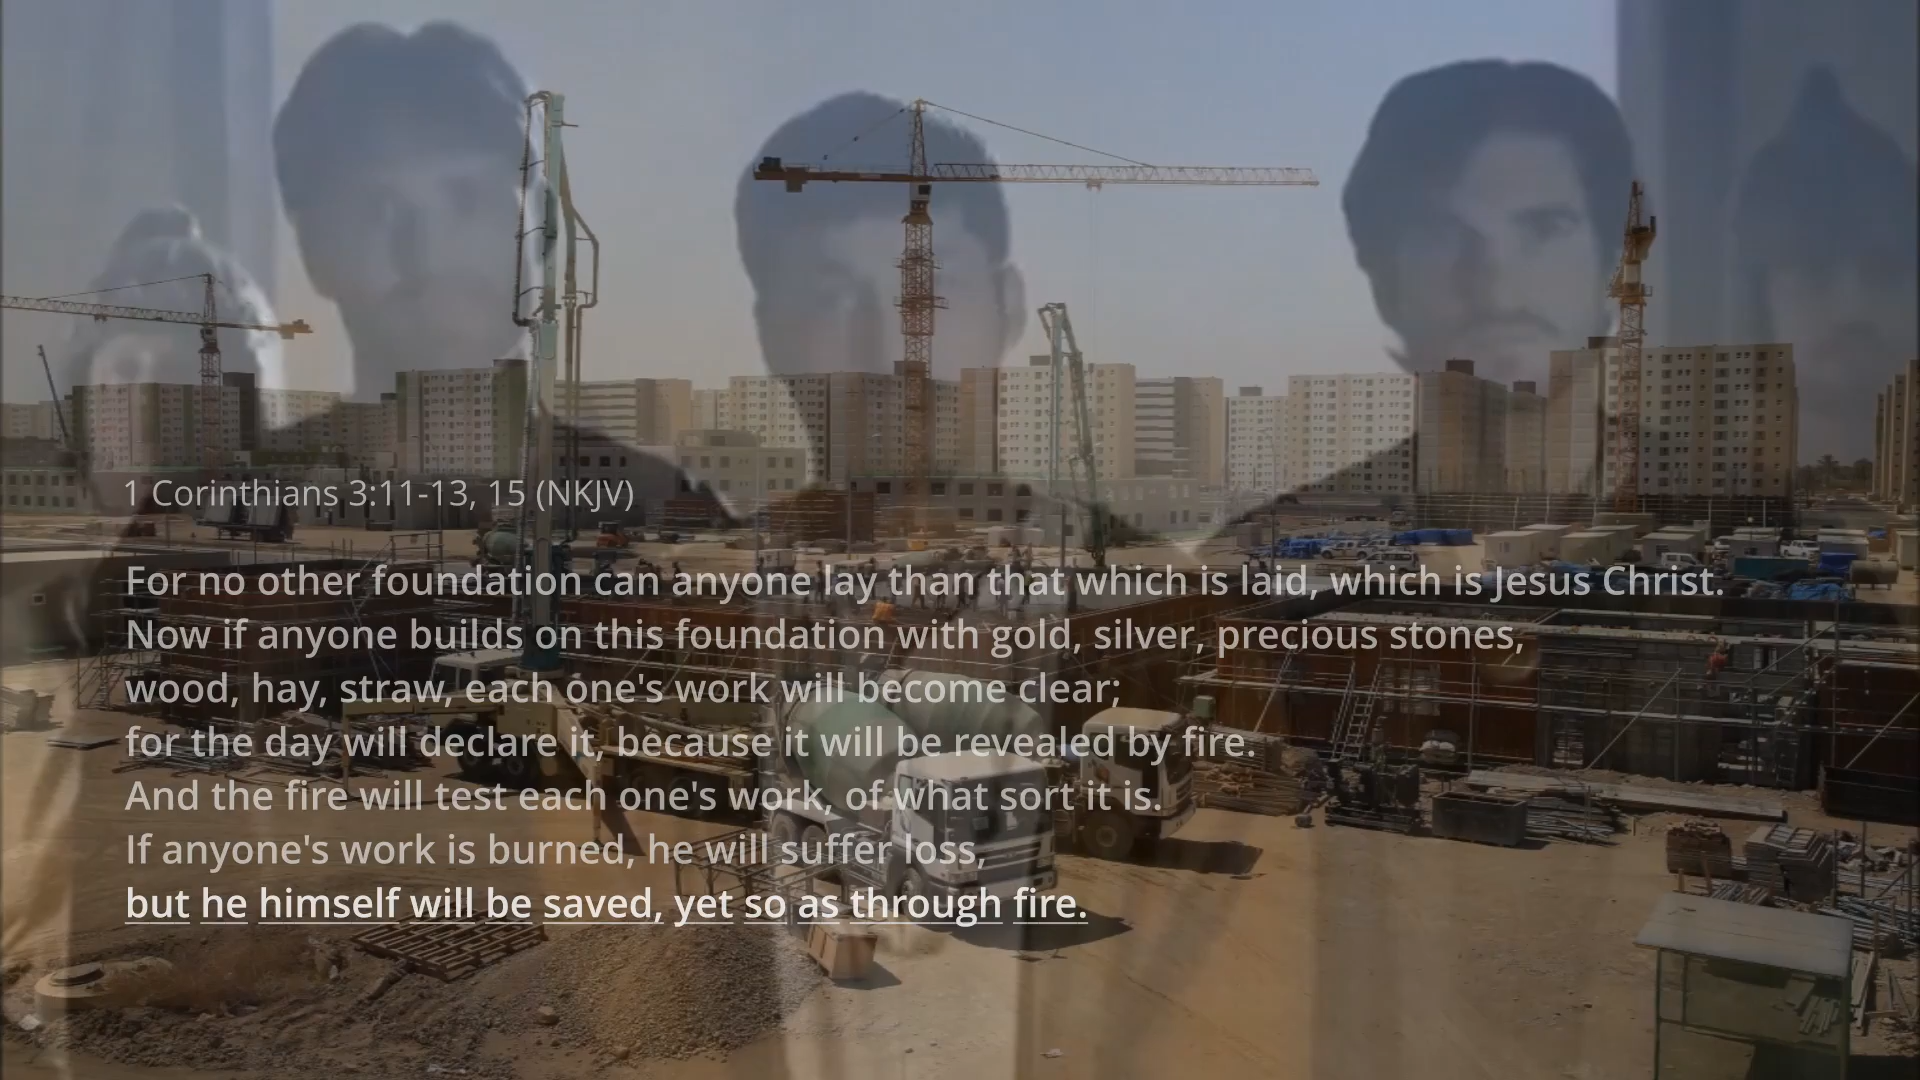 1 Corinthians 3:11-13, 15 (NKJV)
For no other foundation can anyone lay than that which is laid, which is Jesus Christ.
Now if anyone builds on this foundation with gold, silver, precious stones,
wood, hay, straw, each one's work will become clear;
for the day will declare it, because it will be revealed by fire.
And the fire will test each one's work, of what sort it is.
If anyone's work is burned, he will suffer loss,
but he himself will be saved, yet so as through fire.